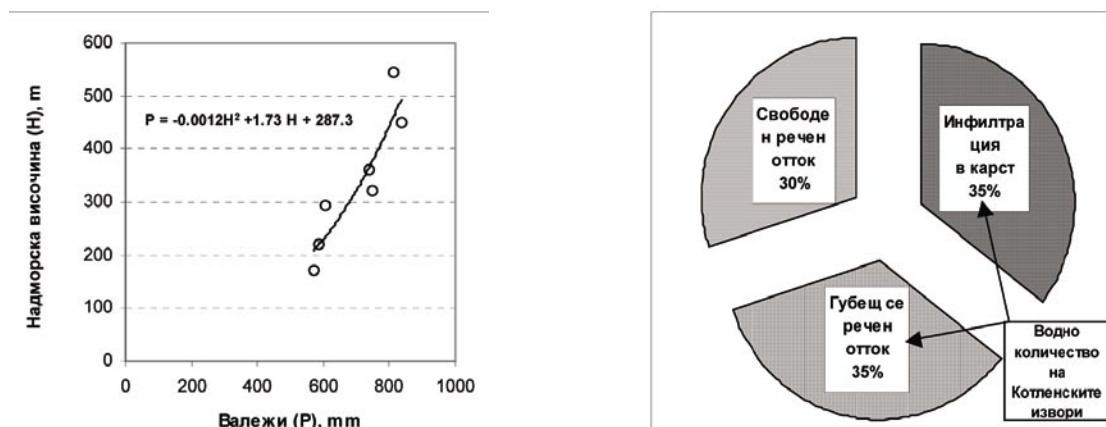 600
500
400
300
200
100
0
Надморска височина (H), m
P = -0.0012H² +1.73 H + 287.3
0 200 400 600 800 1000
Валежи (P), mm
Свободе
н речен
отток
30%
Инфилтра
ция
в карст
35%
Губещ се
речен
отток
35%
Водно
количество
на
Котленските
извори